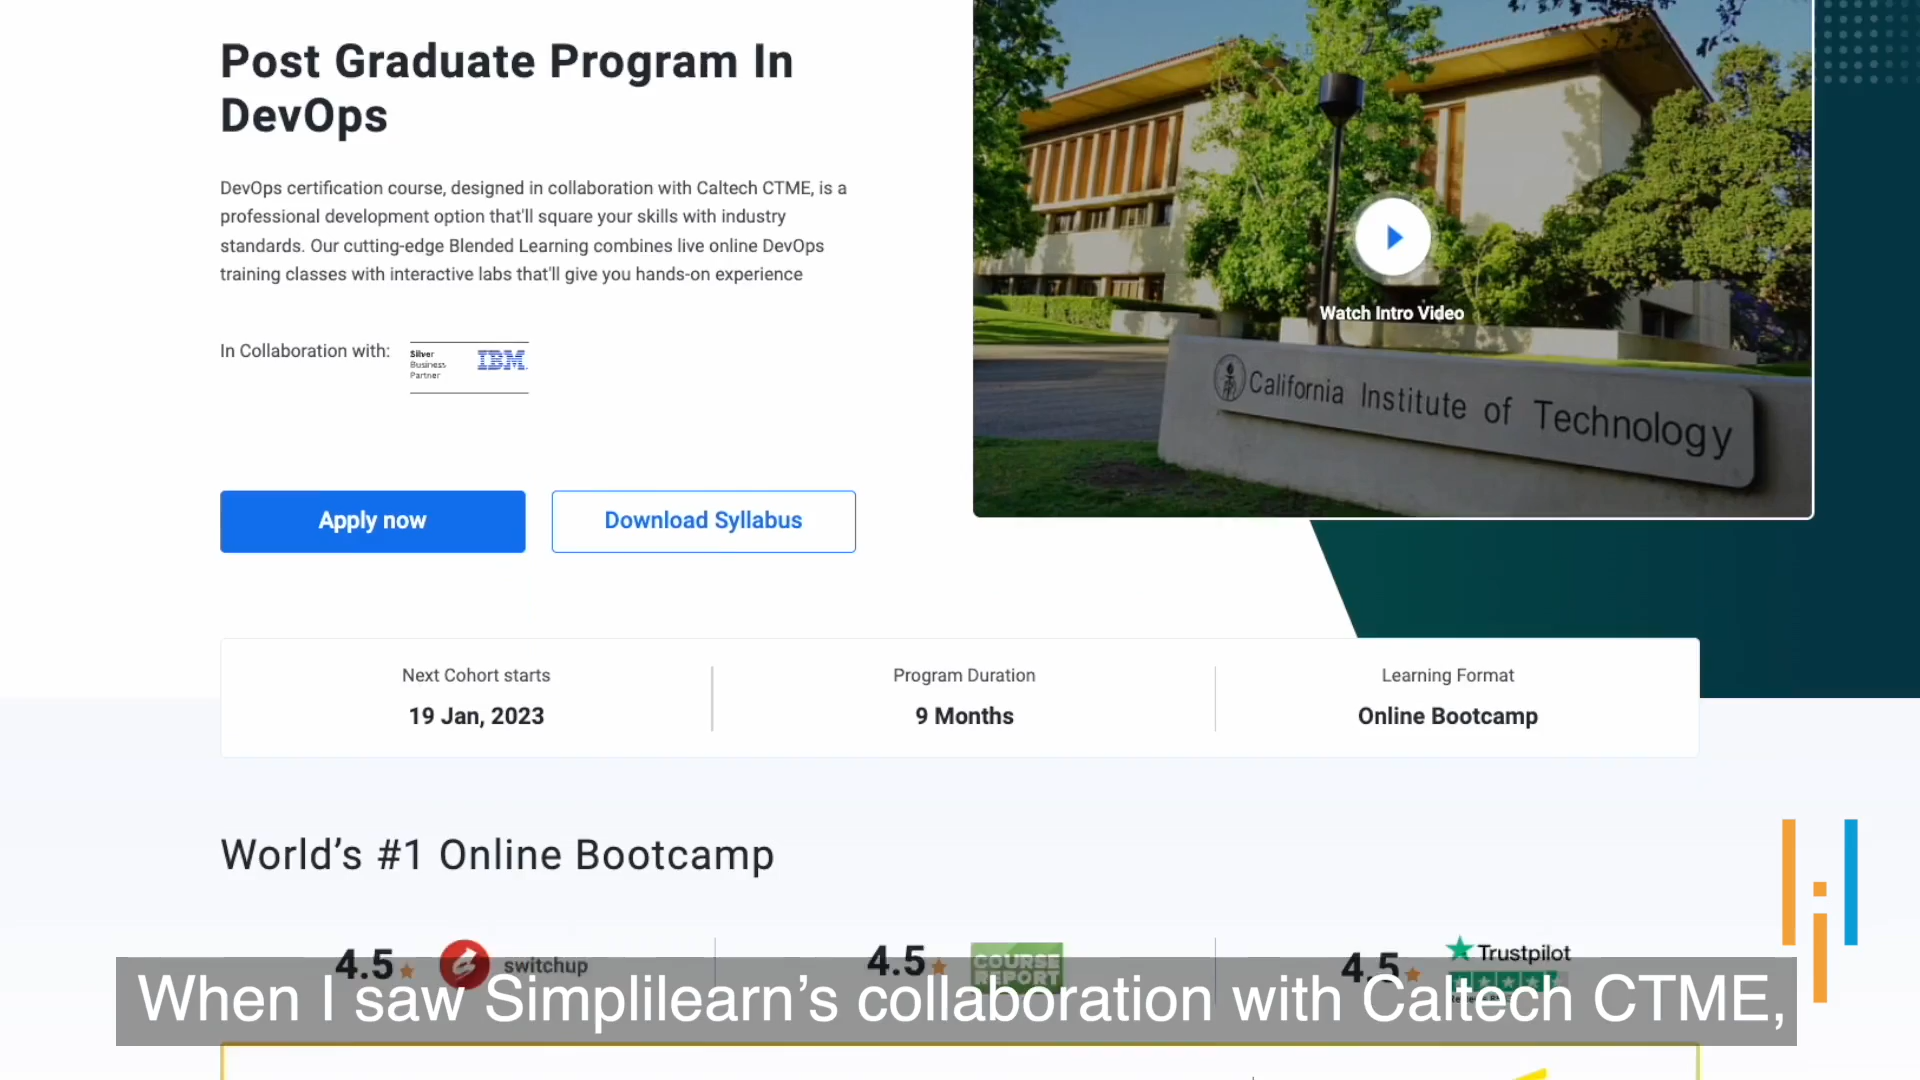 Post Graduate Program In
DevOps
DevOps certification course, designed in collaboration with Caltech CTME, is a
professional development option that'll square your skills with industry
standards. Our cutting-edge Blended Learning combines live online DevOps
training classes with interactive labs that'll give you hands-on experience
In Collaboration with:
Silver
Business
Partner
IBM
Apply now
Download Syllabus
Watch Intro Video
California Institute of Technology
Next Cohort starts
19 Jan, 2023
Program Duration
9 Months
Learning Format
Online Bootcamp
World’s #1 Online Bootcamp
4.5
switchup
4.5
COURSE
REPORT
4.5
Trustpilot
When I saw Simplilearn’s collaboration with Caltech CTME,